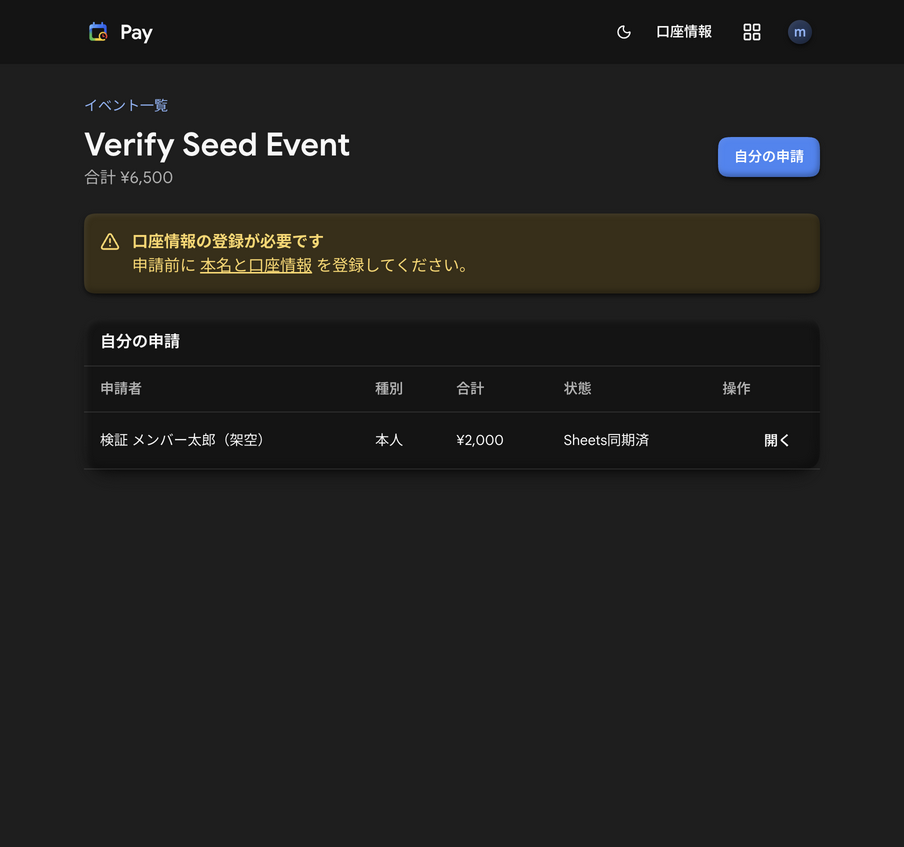 Pay
口座情報
m
イベント一覧
Verify Seed Event
合計 ¥6,500
自分の申請
口座情報の登録が必要です
申請前に 本名と口座情報 を登録してください。
自分の申請
申請者 種別 合計 状態 操作
検証 メンバー太郎（架空） 本人 ¥2,000 Sheets同期済 開く